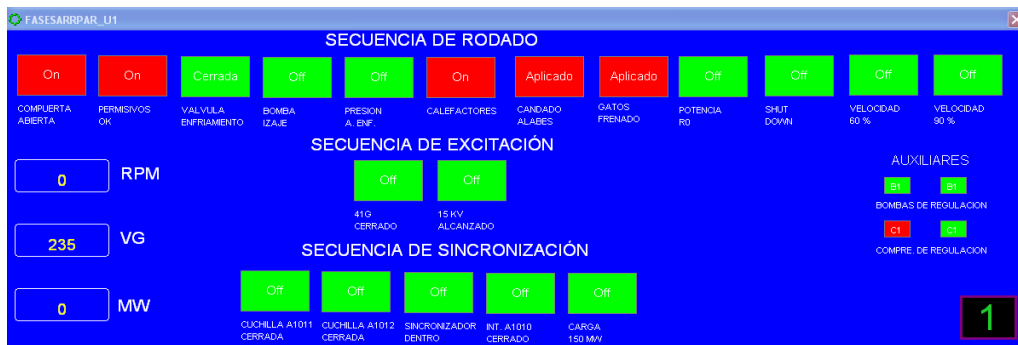 FASESARRPAR_U1
SECUENCIA DE RODADO
On On Cerrada Off Off On Aplicado Aplicado Off Off Off Off
COMPUERTA ABIERTA
PERMISIVOS OK
VALVULA ENFRIAMIENTO
BOMBA IZAJE
PRESION A. ENF.
CALEFACTORES
CANDADO ALABES
GATOS FRENADO
POTENCIA R0
SHUT DOWN
VELOCIDAD 60 %
VELOCIDAD 90 %
SECUENCIA DE EXCITACIÓN
0 RPM
Off Off
41G CERRADO
15 KV ALCANZADO
AUXILIARES
B1 B1
BOMBAS DE REGULACION
C1 C1
COMPRE. DE REGULACION
235 VG
SECUENCIA DE SINCRONIZACIÓN
0 MW
Off Off Off Off Off
CUCHILLA A1011 CERRADA
CUCHILLA A1012 CERRADA
SINCRONIZADOR DENTRO
INT. A1010 CERRADO
CARGA 150 MW
1